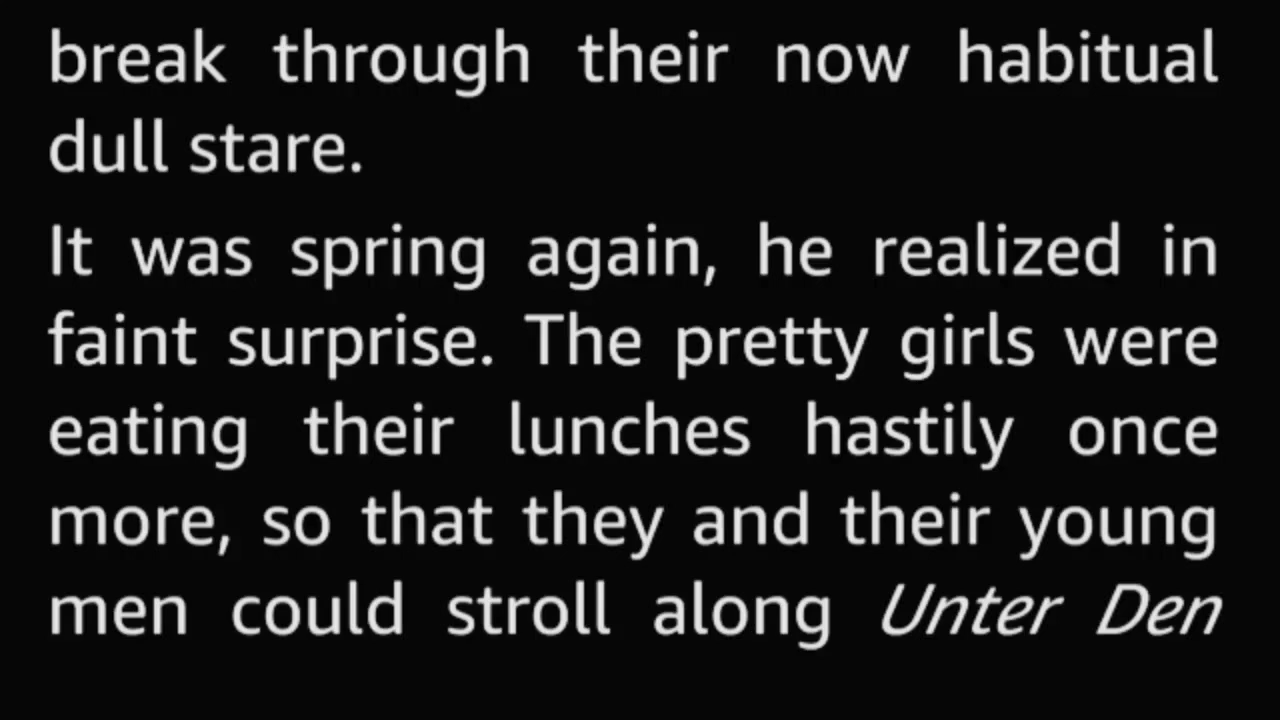 break through their now habitual
dull stare.
It was spring again, he realized in
faint surprise. The pretty girls were
eating their lunches hastily once
more, so that they and their young
men could stroll along Unter Den